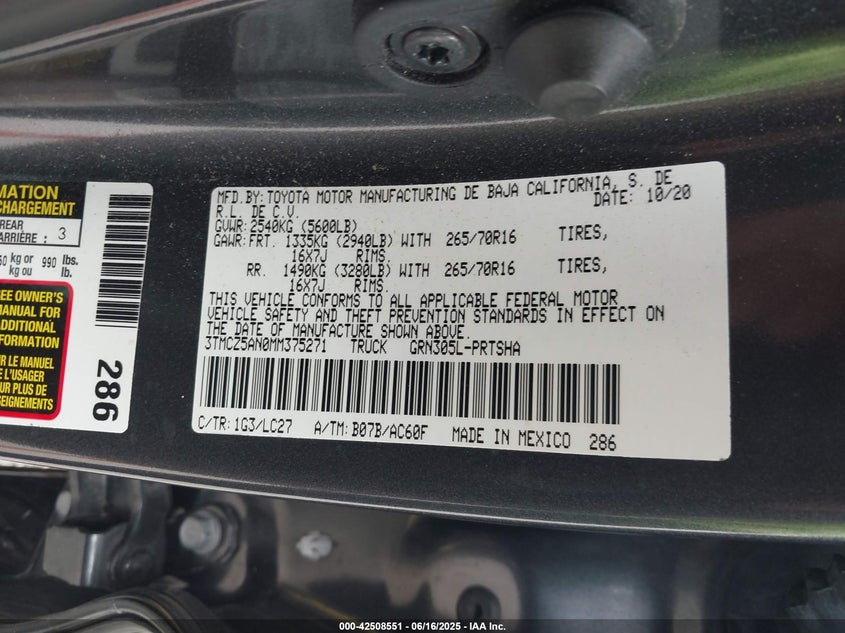 MATION
CHARGEMENT
REAR
ARRIÈRE : 3
kg or 990 lbs.
kg ou lb.
EE OWNER'S
MANUAL FOR
ADDITIONAL
NFORMATION
R LE MANUEL
E L'USAGER
UR PLUS DE
SEIGNEMENTS
286
MFD.BY:TOYOTA MOTOR MANUFACTURING DE BAJA CALIFORNIA, S. DE
R.L. DE C.V. DATE: 10/20
GVWR:2540KG (5600LB)
GAWR:FRT. 1335KG (2940LB) WITH 265/70R16 TIRES,
16X7J RIMS.
RR. 1490KG (3280LB) WITH 265/70R16 TIRES,
16X7J RIMS.
THIS VEHICLE CONFORMS TO ALL APPLICABLE FEDERAL MOTOR
VEHICLE SAFETY AND THEFT PREVENTION STANDARDS IN EFFECT ON
THE DATE OF MANUFACTURE SHOWN ABOVE.
3TMCZ5AN0MM375271 TRUCK GRN305L-PRTSHA
C/TR:1G3/LC27 A/TM:B07B/AC60F MADE IN MEXICO 286
000-42508551 - 06/16/2025 - IAA Inc.